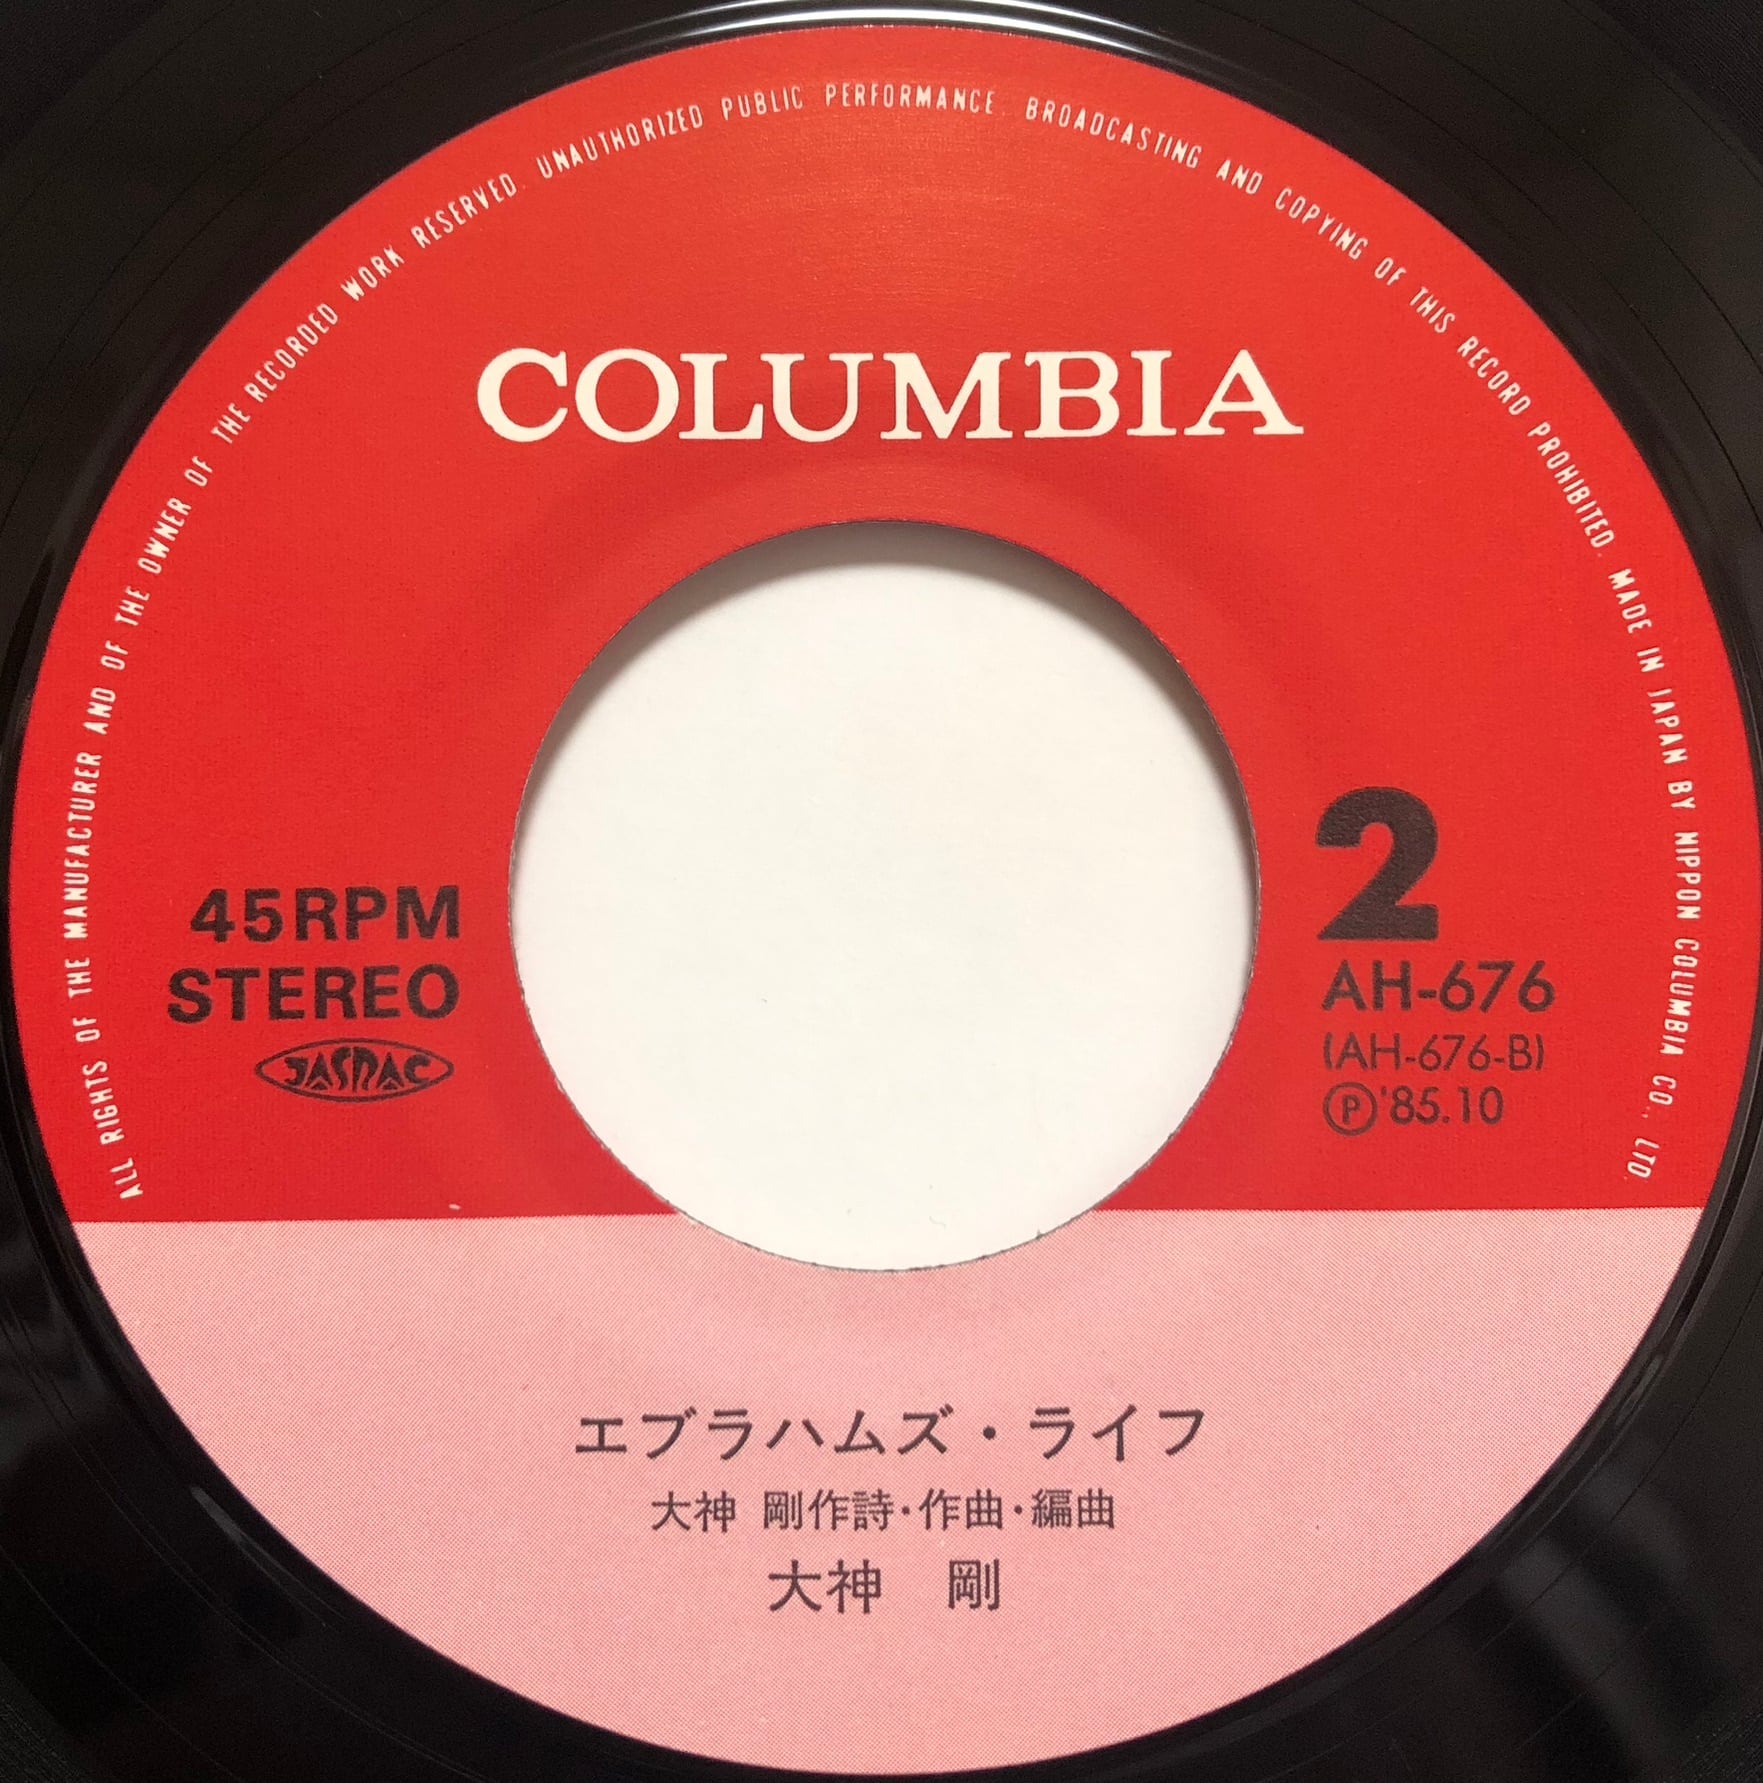 ALL RIGHTS OF THE MANUFACTURER AND OF THE OWNER OF THE RECORDED WORK RESERVED. UNAUTHORIZED PUBLIC PERFORMANCE. BROADCASTING AND COPYING OF THIS RECORD PROHIBITED. MADE IN JAPAN BY NIPPON COLUMBIA CO., LTD.
COLUMBIA
45RPM
STEREO
JASRAC
2
AH-676
(AH-676-B)
Ⓟ'85.10
エブラハムズ・ライフ
大神 剛作詩・作曲・編曲
大神 剛